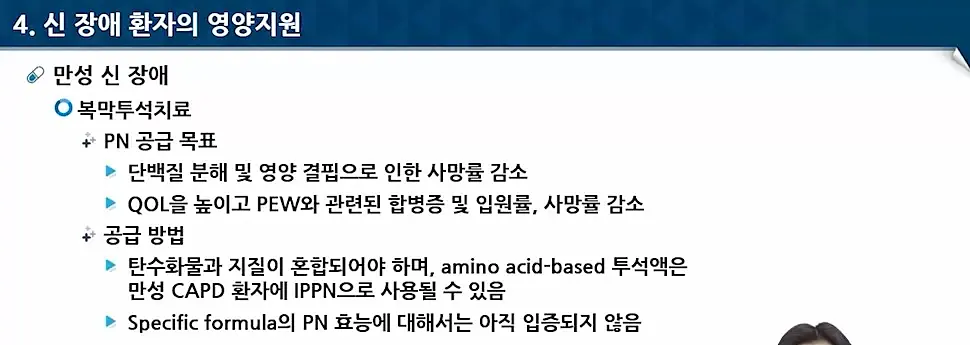 4. 신 장애 환자의 영양지원
만성 신 장애
복막투석치료
PN 공급 목표
단백질 분해 및 영양 결핍으로 인한 사망률 감소
QOL을 높이고 PEW와 관련된 합병증 및 입원률, 사망률 감소
공급 방법
탄수화물과 지질이 혼합되어야 하며, amino acid-based 투석액은
만성 CAPD 환자에 IPPN으로 사용될 수 있음
Specific formula의 PN 효능에 대해서는 아직 입증되지 않음